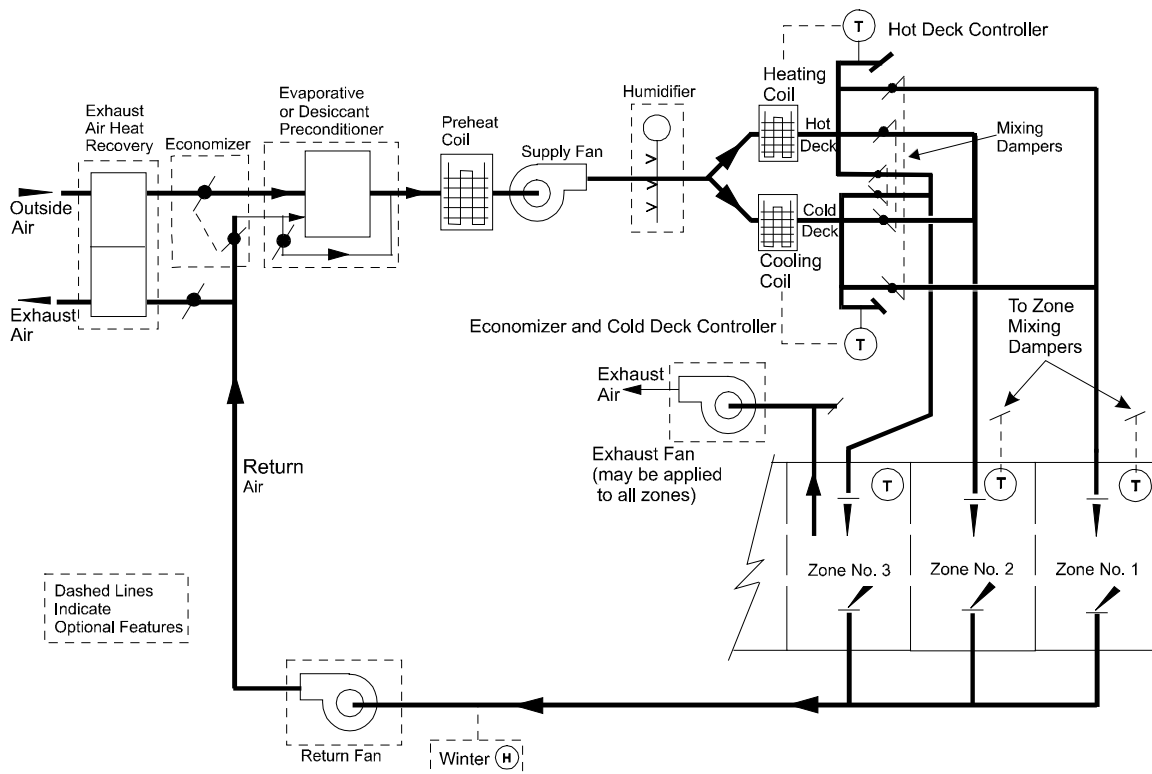 T
Hot Deck Controller
Heating
Coil
Humidifier
Evaporative
or Desiccant
Preconditioner
Exhaust
Air Heat
Recovery
Economizer
Preheat
Coil
Supply Fan
Hot
Deck
Mixing
Dampers
Outside
Air
Cold
Deck
Cooling
Coil
Exhaust
Air
Economizer and Cold Deck Controller
T
To Zone
Mixing
Dampers
Exhaust
Air
Exhaust Fan
(may be applied
to all zones)
Return
Air
T
T
T
Zone No. 3
Zone No. 2
Zone No. 1
Dashed Lines
Indicate
Optional Features
Return Fan
Winter H